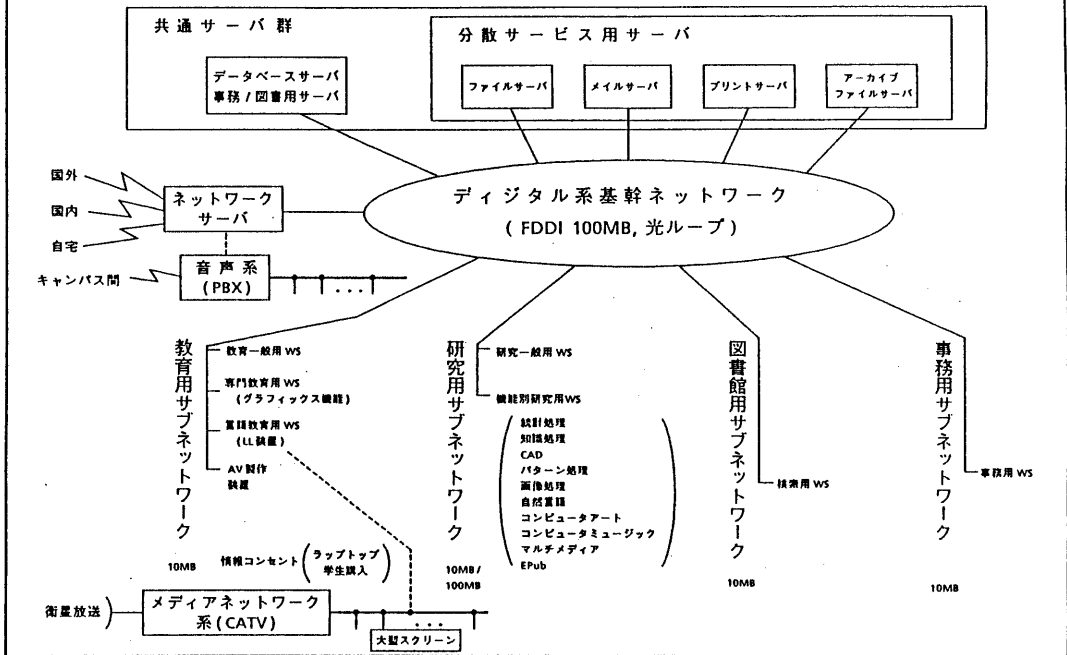 共通サーバ群
分散サービス用サーバ
データベースサーバ
事務/図書用サーバ
ファイルサーバ
メイルサーバ
プリントサーバ
アーカイブ
ファイルサーバ
国外
国内
自宅
ネットワーク
サーバ
ディジタル系基幹ネットワーク
(FDDI 100MB, 光ループ)
キャンパス間
音声系
(PBX)
...
教育用サブネットワーク
教育一般用WS
専門教育用WS
(グラフィックス機能)
言語教育用WS
(LL装置)
AV製作
装置
10MB
情報コンセント
ラップトップ
学生購入
研究用サブネットワーク
研究一般用WS
機能別研究用WS
統計処理
知識処理
CAD
パターン処理
画像処理
自然言語
コンピュータアート
コンピュータミュージック
マルチメディア
EPub
10MB/
100MB
図書館用サブネットワーク
検索用WS
10MB
事務用サブネットワーク
事務用WS
10MB
衛星放送
メディアネットワーク
系(CATV)
...
大型スクリーン